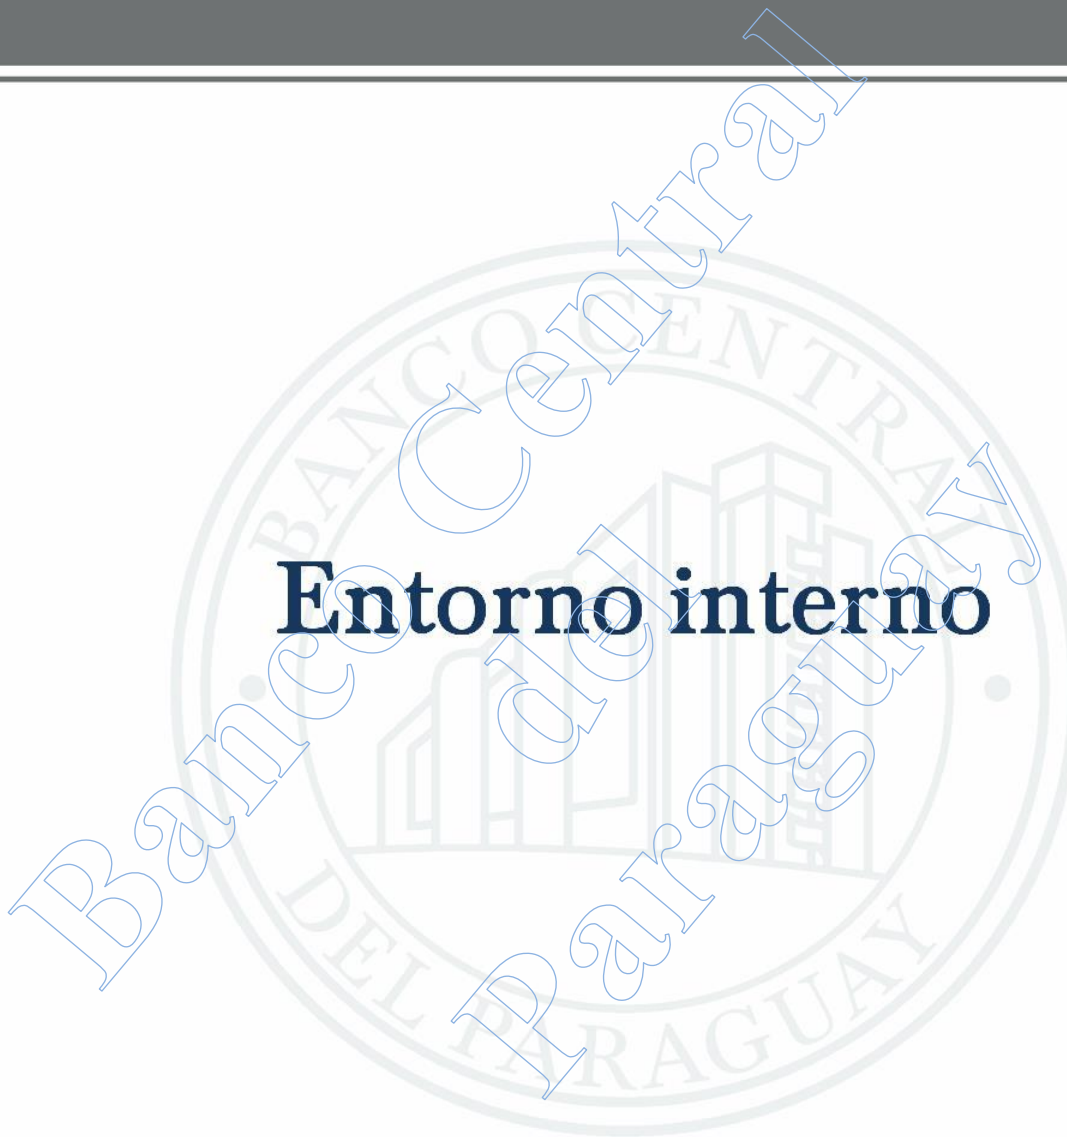 BANCO CENTRAL
Entorno interno
DEL PARAGUAY
Banco Central
del
Paraguay